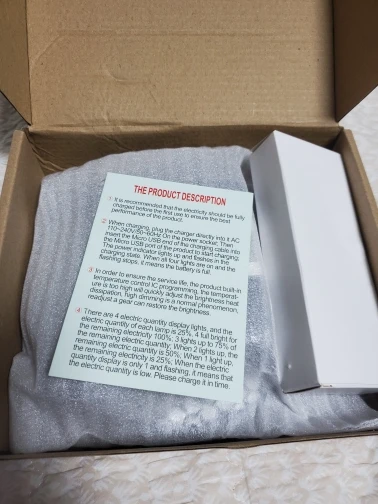 THE PRODUCT DESCRIPTION
① It is recommended that the electricity should be fully
charged before the first use to ensure the best
performance of the product.
② When charging, plug the charger directly into it AC
110~240V/50~60Hz On the power socket; Then
insert the Micro USB end of the charging cable into
the Micro USB port of the product to start charging;
The power indicator lights up and flashes in the
charging state. When all four lights are on and the
flashing stops, it means the battery is full.
③ In order to ensure the service life, the product built-in
temperature control IC programming, the temperat-
ure is too high will quickly adjust the brightness heat
dissipation, high dimming is a normal phenomenon,
readjust a gear can restore the brightness.
④ There are 4 electric quantity display lights, and the
electric quantity of each lamp is 25%, 4 full bright for
the remaining electricity 100%; 3 lights up to 75% of
the remaining electric quantity; When 2 lights up, the
remaining electric quantity is 50%; When 1 light up,
the remaining electricity is 25%; When the electric
quantity display is only 1 and flashing, it means that
the electric quantity is low. Please charge it in time.